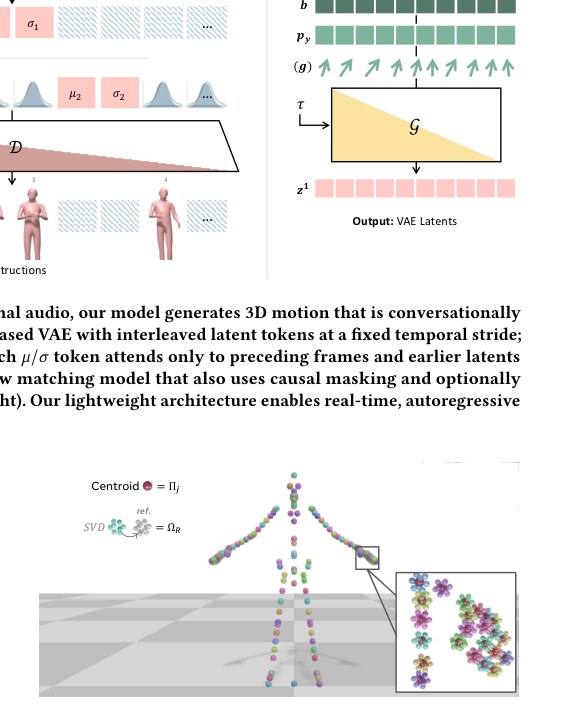 σ₁
...
μ₂ σ₂ ...
𝒟
3 4
...
tructions
b
p_y
(g)
τ
𝒢
z¹
Output: VAE Latents
nal audio, our model generates 3D motion that is conversationally
ased VAE with interleaved latent tokens at a fixed temporal stride;
ch μ/σ token attends only to preceding frames and earlier latents
w matching model that also uses causal masking and optionally
ht). Our lightweight architecture enables real-time, autoregressive
Centroid = Π_j
ref.
SVD = Ω_R